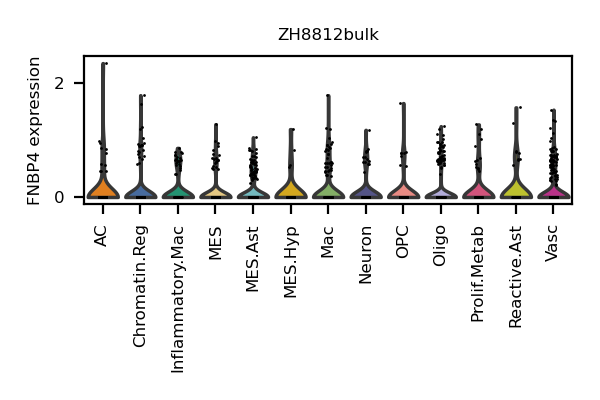 ZH8812bulk
FNBP4 expression
2
0
AC
Chromatin.Reg
Inflammatory.Mac
MES
MES.Ast
MES.Hyp
Mac
Neuron
OPC
Oligo
Prolif.Metab
Reactive.Ast
Vasc